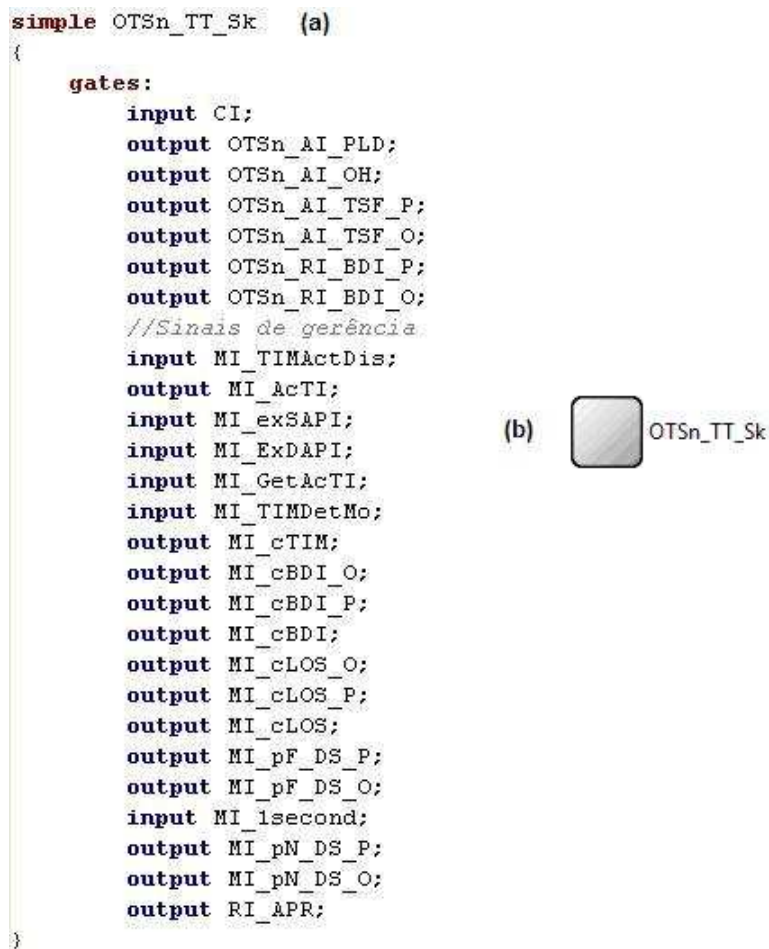 simple OTSn_TT_Sk (a)
{
gates:
input CI;
output OTSn_AI_PLD;
output OTSn_AI_OH;
output OTSn_AI_TSF_P;
output OTSn_AI_TSF_O;
output OTSn_RI_BDI_P;
output OTSn_RI_BDI_O;
//Sinais de gerência
input MI_TIMActDis;
output MI_AcTI;
input MI_exSAPI;
input MI_ExDAPI;
input MI_GetAcTI;
input MI_TIMDetMo;
output MI_cTIM;
output MI_cBDI_O;
output MI_cBDI_P;
output MI_cBDI;
output MI_cLOS_O;
output MI_cLOS_P;
output MI_cLOS;
output MI_pF_DS_P;
output MI_pF_DS_O;
input MI_1second;
output MI_pN_DS_P;
output MI_pN_DS_O;
output RI_APR;
}
(b) OTSn_TT_Sk